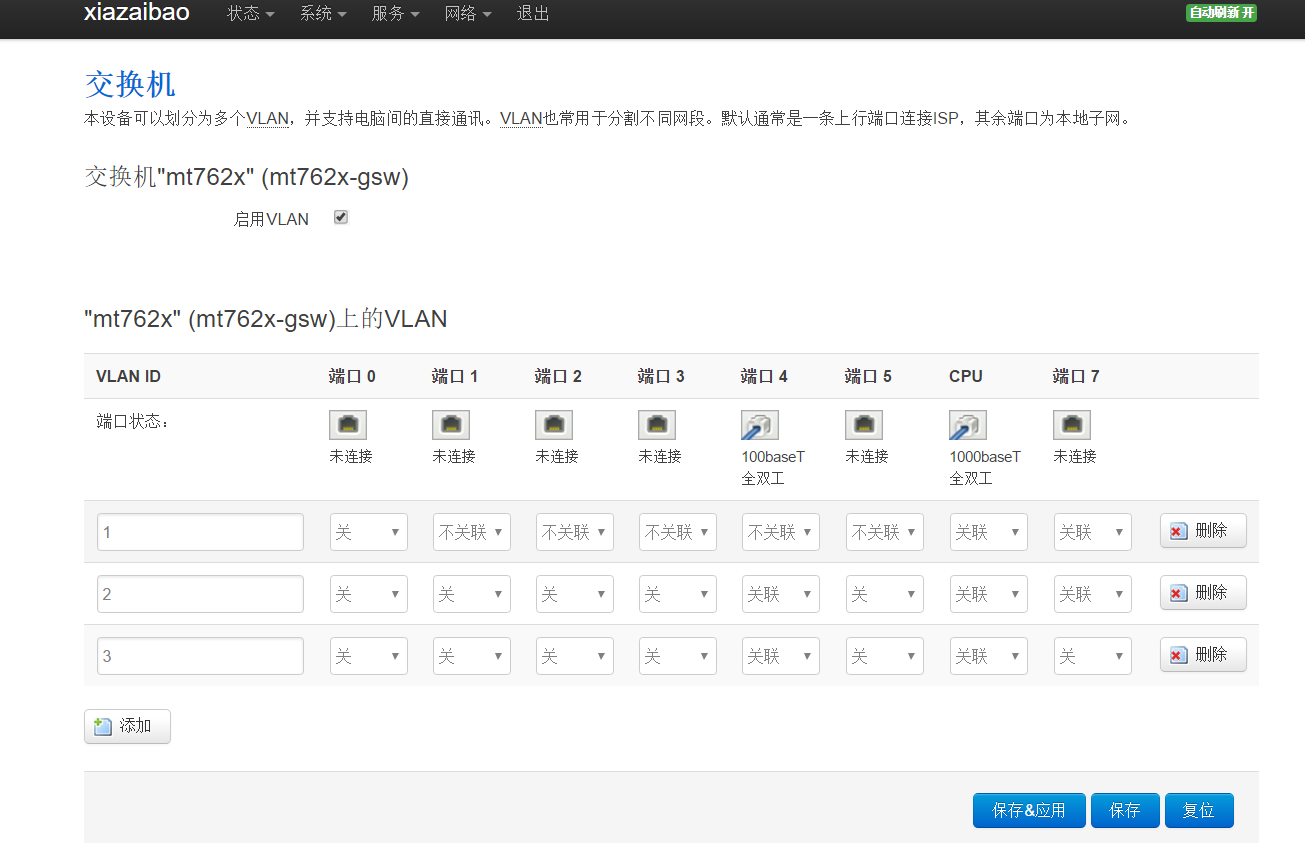 xiazaibao 状态 系统 服务 网络 退出 自动刷新 开
交换机
本设备可以划分为多个VLAN，并支持电脑间的直接通讯。VLAN也常用于分割不同网段。默认通常是一条上行端口连接ISP，其余端口为本地子网。
交换机"mt762x" (mt762x-gsw)
启用VLAN
"mt762x" (mt762x-gsw)上的VLAN
VLAN ID 端口 0 端口 1 端口 2 端口 3 端口 4 端口 5 CPU 端口 7
端口状态： 未连接 未连接 未连接 未连接 100baseT 未连接 1000baseT 未连接
全双工 全双工
1 关 不关联 不关联 不关联 不关联 不关联 关联 关联 删除
2 关 关 关 关 关联 关 关联 关联 删除
3 关 关 关 关 关联 关 关联 关 删除
添加
保存&应用 保存 复位